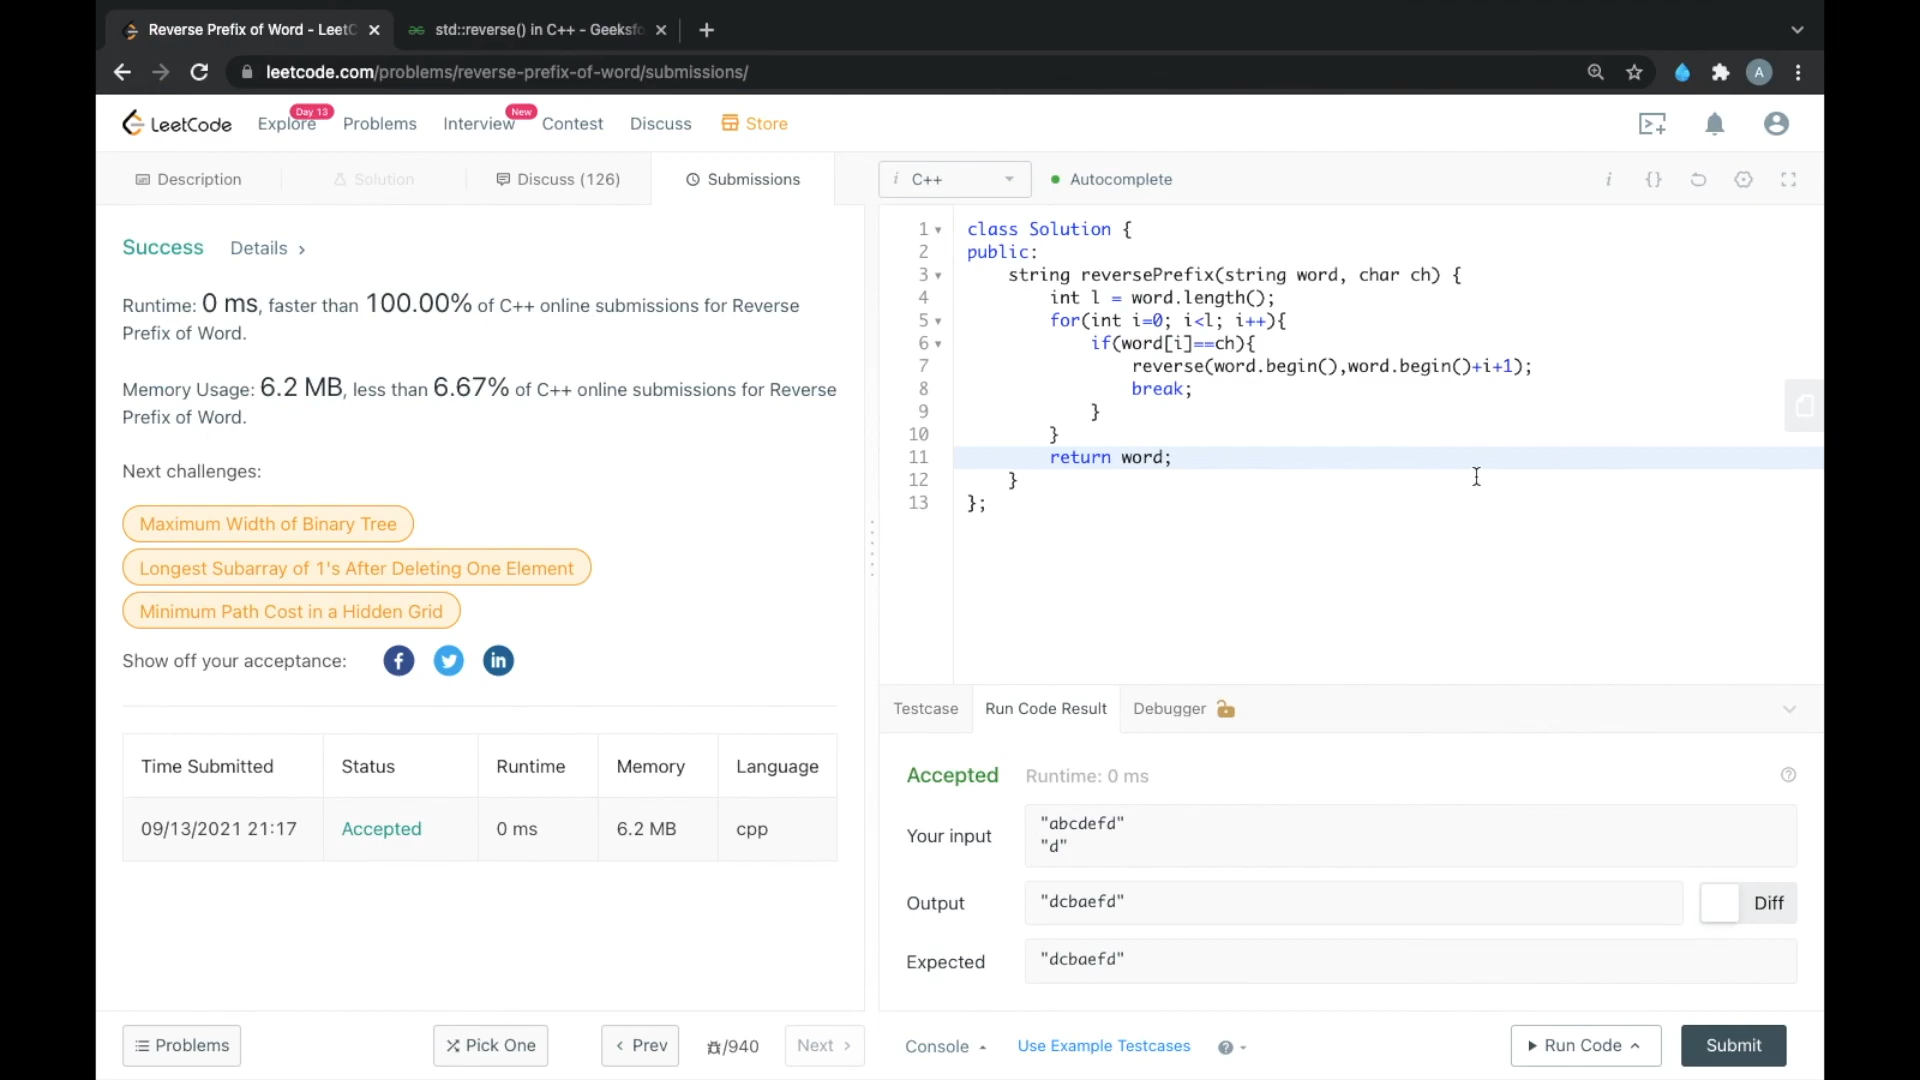 Reverse Prefix of Word - LeetC
std::reverse() in C++ - Geeksfo
leetcode.com/problems/reverse-prefix-of-word/submissions/
A
LeetCode
Explore
Day 13
Problems
Interview
New
Contest
Discuss
Store
Description
Solution
Discuss (126)
Submissions
i C++
Autocomplete
i {}
Success Details
Runtime: 0 ms, faster than 100.00% of C++ online submissions for Reverse
Prefix of Word.
Memory Usage: 6.2 MB, less than 6.67% of C++ online submissions for Reverse
Prefix of Word.
Next challenges:
Maximum Width of Binary Tree
Longest Subarray of 1's After Deleting One Element
Minimum Path Cost in a Hidden Grid
Show off your acceptance: f in
Time Submitted Status Runtime Memory Language
09/13/2021 21:17 Accepted 0 ms 6.2 MB cpp
1 class Solution {
2 public:
3 string reversePrefix(string word, char ch) {
4 int l = word.length();
5 for(int i=0; i<l; i++){
6 if(word[i]==ch){
7 reverse(word.begin(),word.begin()+i+1);
8 break;
9 }
10 }
11 return word;
12 }
13 };
Testcase Run Code Result Debugger
Accepted Runtime: 0 ms
Your input
"abcdefd"
"d"
Output "dcbaefd" Diff
Expected "dcbaefd"
Problems Pick One < Prev /940 Next >
Console Use Example Testcases ? Run Code Submit